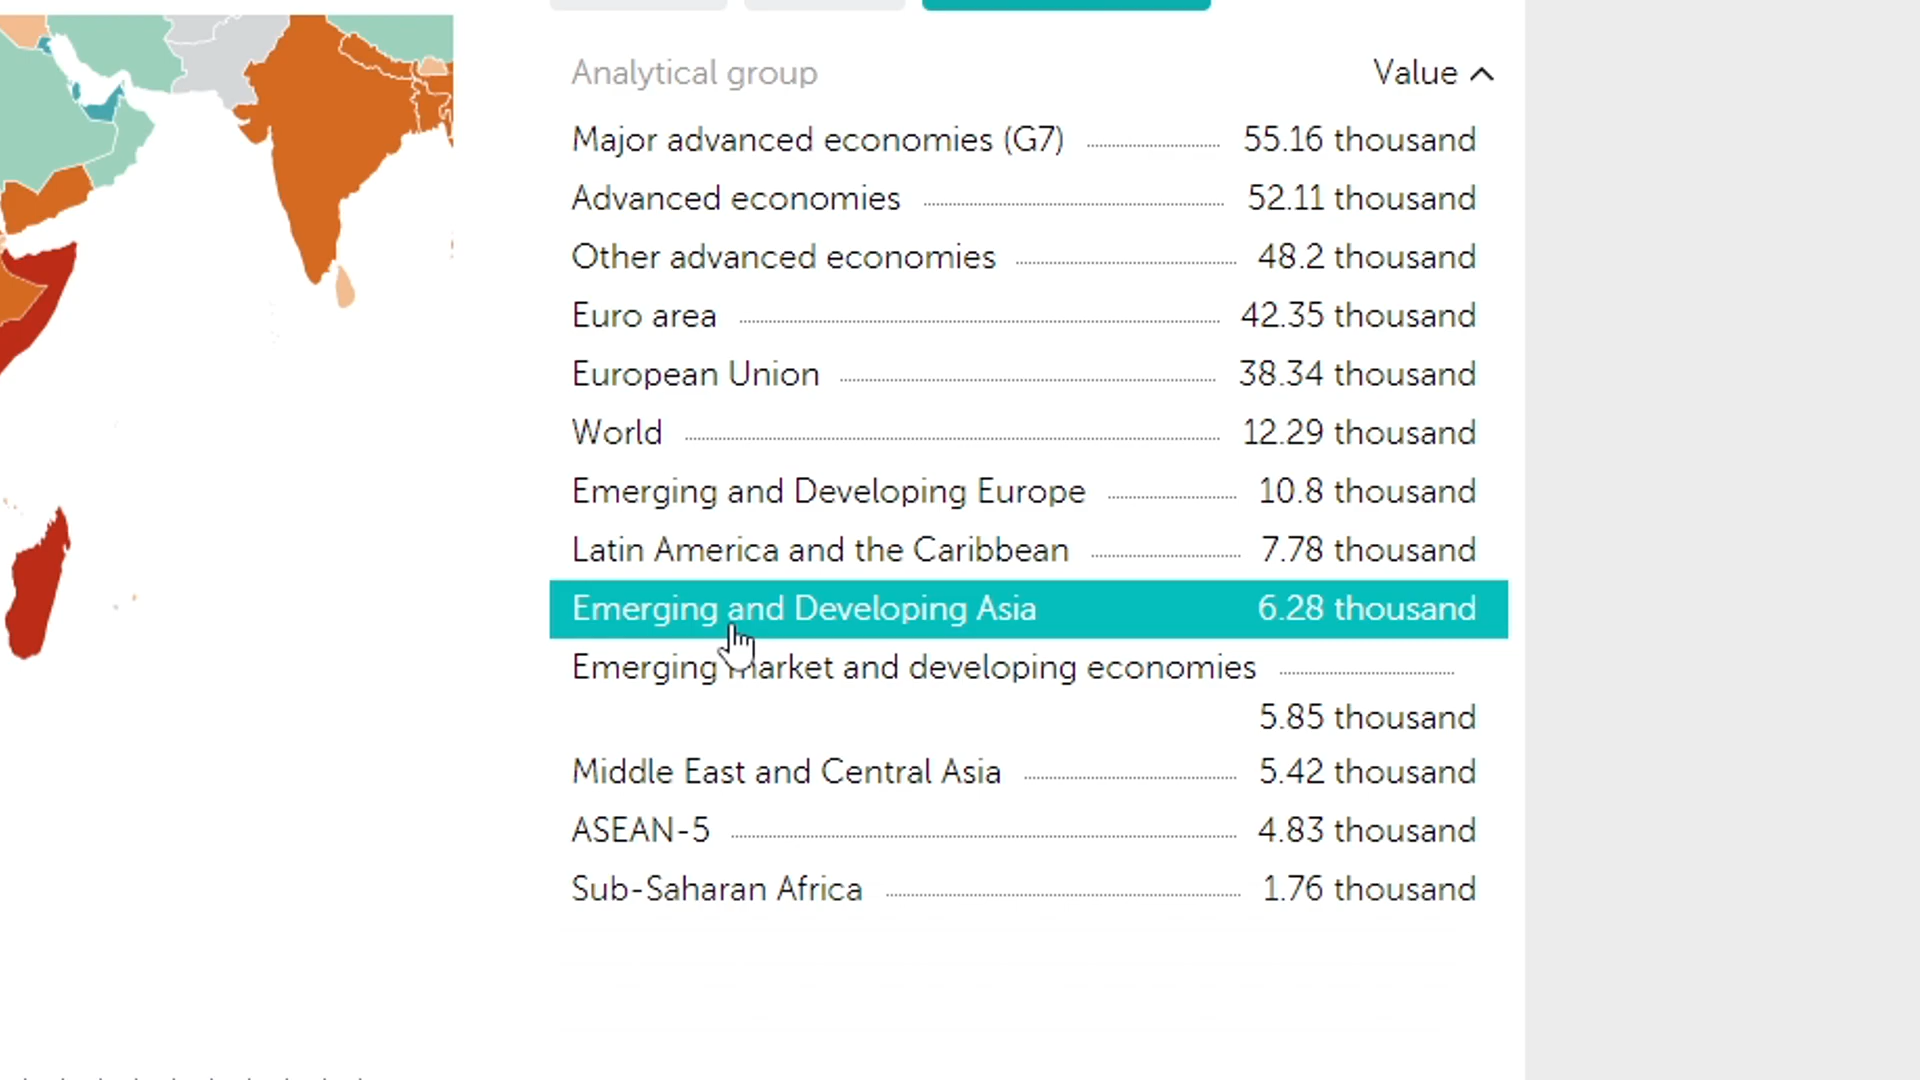 Analytical group Value
Major advanced economies (G7) 55.16 thousand
Advanced economies 52.11 thousand
Other advanced economies 48.2 thousand
Euro area 42.35 thousand
European Union 38.34 thousand
World 12.29 thousand
Emerging and Developing Europe 10.8 thousand
Latin America and the Caribbean 7.78 thousand
Emerging and Developing Asia 6.28 thousand
Emerging market and developing economies
5.85 thousand
Middle East and Central Asia 5.42 thousand
ASEAN-5 4.83 thousand
Sub-Saharan Africa 1.76 thousand